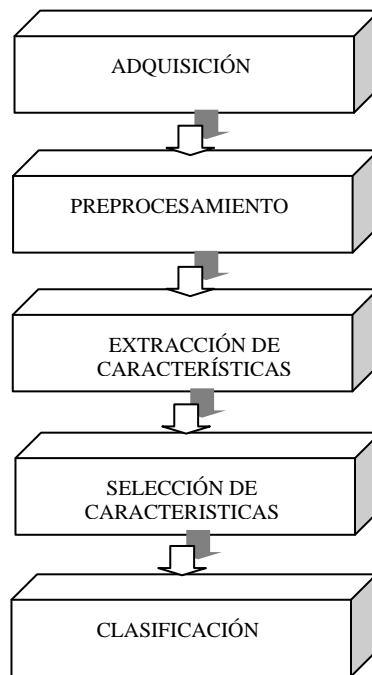 ADQUISICIÓN
PREPROCESAMIENTO
EXTRACCIÓN DE
CARACTERÍSTICAS
SELECCIÓN DE
CARACTERISTICAS
CLASIFICACIÓN